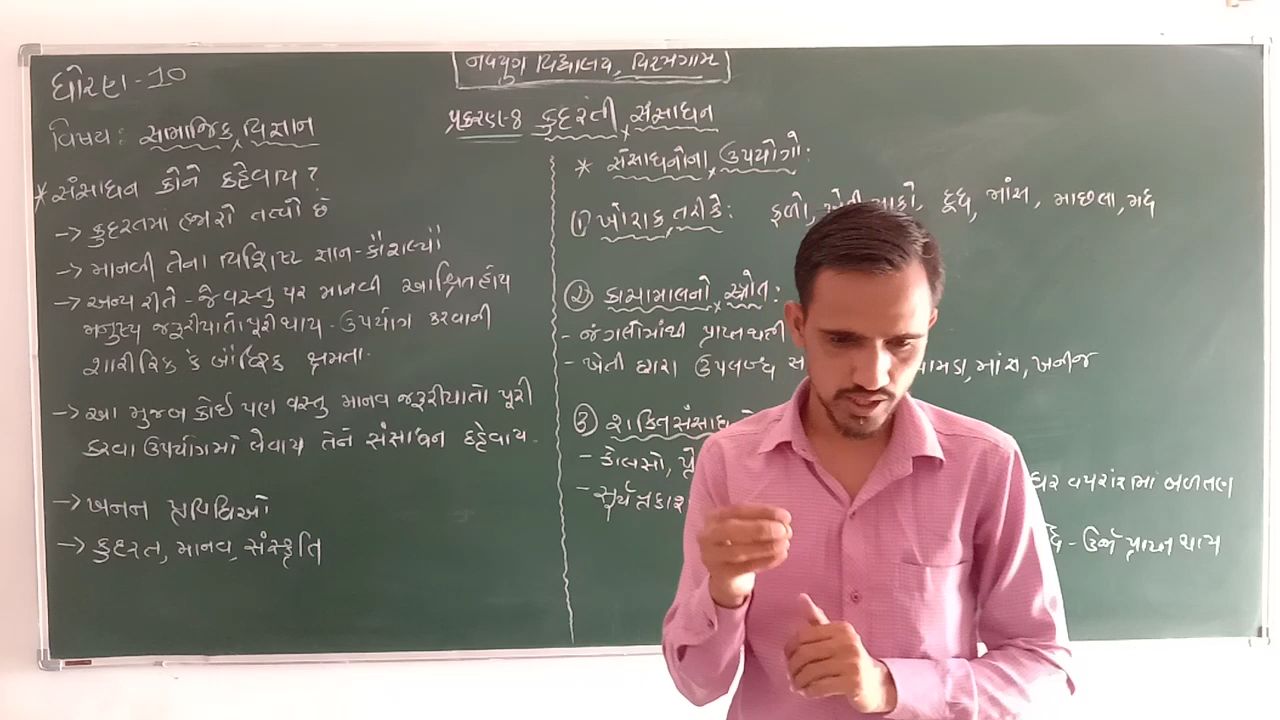 ધોરણ-10
નવયુગ વિદ્યાલય, વિરમગામ
વિષય: સામાજિક વિજ્ઞાન
પ્રકરણ-8 કુદરતી સંસાધન
* સંસાધન કોને કહેવાય?
→ કુદરતમાં હજારો તત્વો છે
→ માનવી તેના વિશિષ્ટ જ્ઞાન-કૌશલ્યો
→ અન્ય રીતે - જે વસ્તુ પર માનવી આશ્રિત હોય
મનુષ્ય જરૂરીયાતો પૂરી થાય - ઉપયોગ કરવાની
શારીરિક કે બૌદ્ધિક ક્ષમતા.
→ આ મુજબ કોઈ પણ વસ્તુ માનવ જરૂરીયાતો પૂરી
કરવા ઉપયોગમાં લેવાય તેને સંસાધન કહેવાય.
→ ખનન પ્રવિધિઓ
→ કુદરત, માનવ, સંસ્કૃતિ
* સંસાધનોના ઉપયોગો:
① ખોરાક તરીકે: ફળો, પાકો, દૂધ, માંસ, માછલા, મધ
② કાચામાલનો સ્ત્રોત:
- જંગલોમાંથી પ્રાપ્ત થતી
- ખેતી દ્વારા ઉપલબ્ધ માંસ, ખનીજ
③ શક્તિસંસાધ
- કોલસો,
ઘર વપરાશમાં બળતણ
- સૂર્યપ્રકાશ
- ઉર્જા પ્રાપ્ત થાય